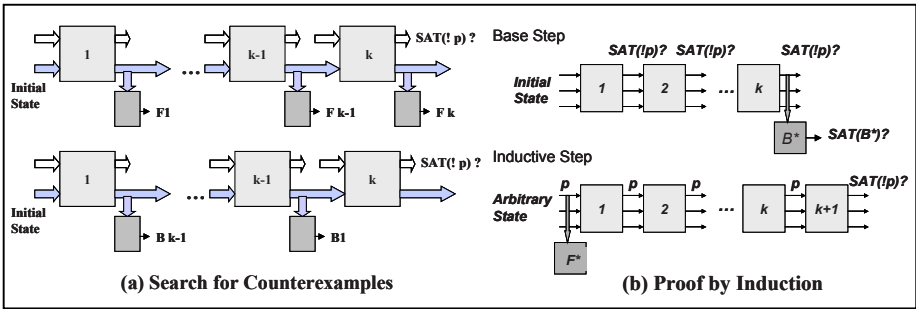 1
k-1
k
SAT(! p) ?
Initial
State
...
F1
F k-1
F k
1
k-1
k
SAT(! p) ?
Initial
State
...
B k-1
B1
(a) Search for Counterexamples
Base Step
SAT(!p)? SAT(!p)? SAT(!p)?
Initial
State
1
2
...
k
B*
SAT(B*)?
Inductive Step
p p p p SAT(!p)?
Arbitrary
State
1
2
...
k
k+1
F*
(b) Proof by Induction